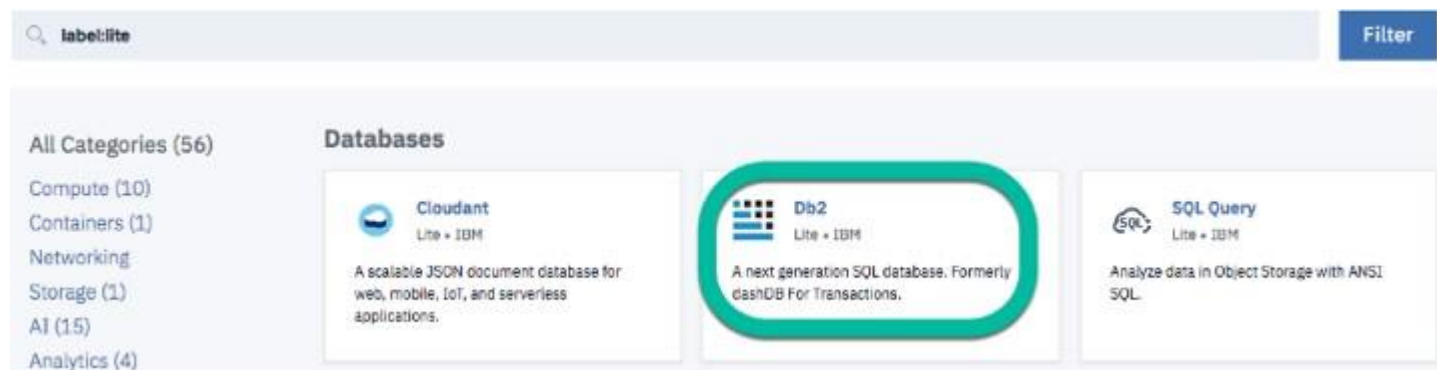 label:lite
Filter
All Categories (56)
Compute (10)
Containers (1)
Networking
Storage (1)
AI (15)
Analytics (4)
Databases
Cloudant
Lite • IBM
A scalable JSON document database for
web, mobile, IoT, and serverless
applications.
Db2
Lite • IBM
A next generation SQL database. Formerly
dashDB For Transactions.
SQL
SQL Query
Lite • IBM
Analyze data in Object Storage with ANSI
SQL.